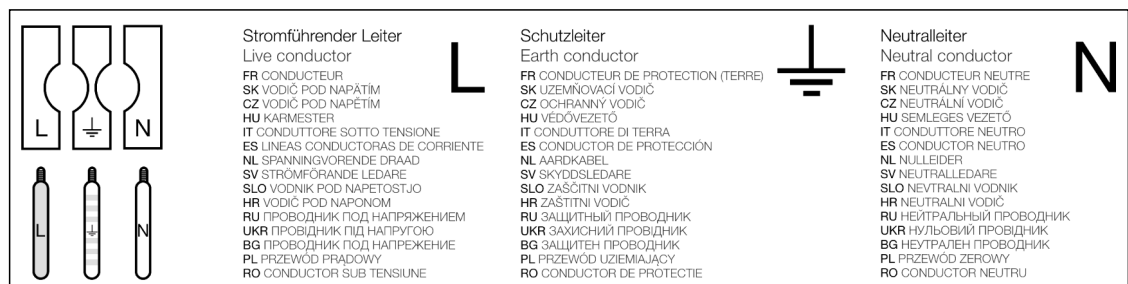 L
N
L
N
Stromführender Leiter
Live conductor
FR CONDUCTEUR
SK VODIČ POD NAPÄTÍM
CZ VODIČ POD NAPĚTÍM
HU KARMESTER
IT CONDUTTORE SOTTO TENSIONE
ES LINEAS CONDUCTORAS DE CORRIENTE
NL SPANNINGVORENDE DRAAD
SV STRÖMFÖRANDE LEDARE
SLO VODNIK POD NAPETOSTJO
HR VODIČ POD NAPONOM
RU ПРОВОДНИК ПОД НАПРЯЖЕНИЕМ
UKR ПРОВІДНИК ПІД НАПРУГОЮ
BG ПРОВОДНИК ПОД НАПРЕЖЕНИЕ
PL PRZEWÓD PRĄDOWY
RO CONDUCTOR SUB TENSIUNE
L
Schutzleiter
Earth conductor
FR CONDUCTEUR DE PROTECTION (TERRE)
SK UZEMŇOVACÍ VODIČ
CZ OCHRANNÝ VODIČ
HU VÉDŐVEZETŐ
IT CONDUTTORE DI TERRA
ES CONDUCTOR DE PROTECCIÓN
NL AARDKABEL
SV SKYDDSLEDARE
SLO ZAŠČITNI VODNIK
HR ZAŠTITNI VODIČ
RU ЗАЩИТНЫЙ ПРОВОДНИК
UKR ЗАХИСНИЙ ПРОВІДНИК
BG ЗАЩИТЕН ПРОВОДНИК
PL PRZEWÓD UZIEMIAJĄCY
RO CONDUCTOR DE PROTECTIE
Neutralleiter
Neutral conductor
FR CONDUCTEUR NEUTRE
SK NEUTRÁLNY VODIČ
CZ NEUTRÁLNÍ VODIČ
HU SEMLEGES VEZETŐ
IT CONDUTTORE NEUTRO
ES CONDUCTOR NEUTRO
NL NULLEIDER
SV NEUTRALLEDARE
SLO NEVTRALNI VODNIK
HR NEUTRALNI VODIČ
RU НЕЙТРАЛЬНЫЙ ПРОВОДНИК
UKR НУЛЬОВИЙ ПРОВІДНИК
BG НЕУТРАЛЕН ПРОВОДНИК
PL PRZEWÓD ZEROWY
RO CONDUCTOR NEUTRU
N